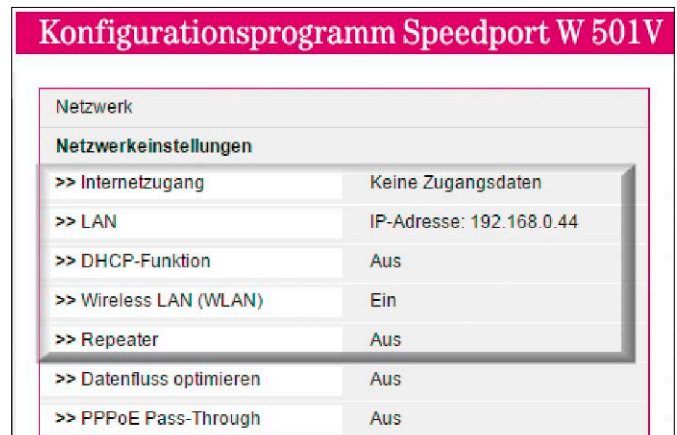 Konfigurationsprogramm Speedport W 501V
Netzwerk
Netzwerkeinstellungen
>> Internetzugang Keine Zugangsdaten
>> LAN IP-Adresse: 192.168.0.44
>> DHCP-Funktion Aus
>> Wireless LAN (WLAN) Ein
>> Repeater Aus
>> Datenfluss optimieren Aus
>> PPPoE Pass-Through Aus